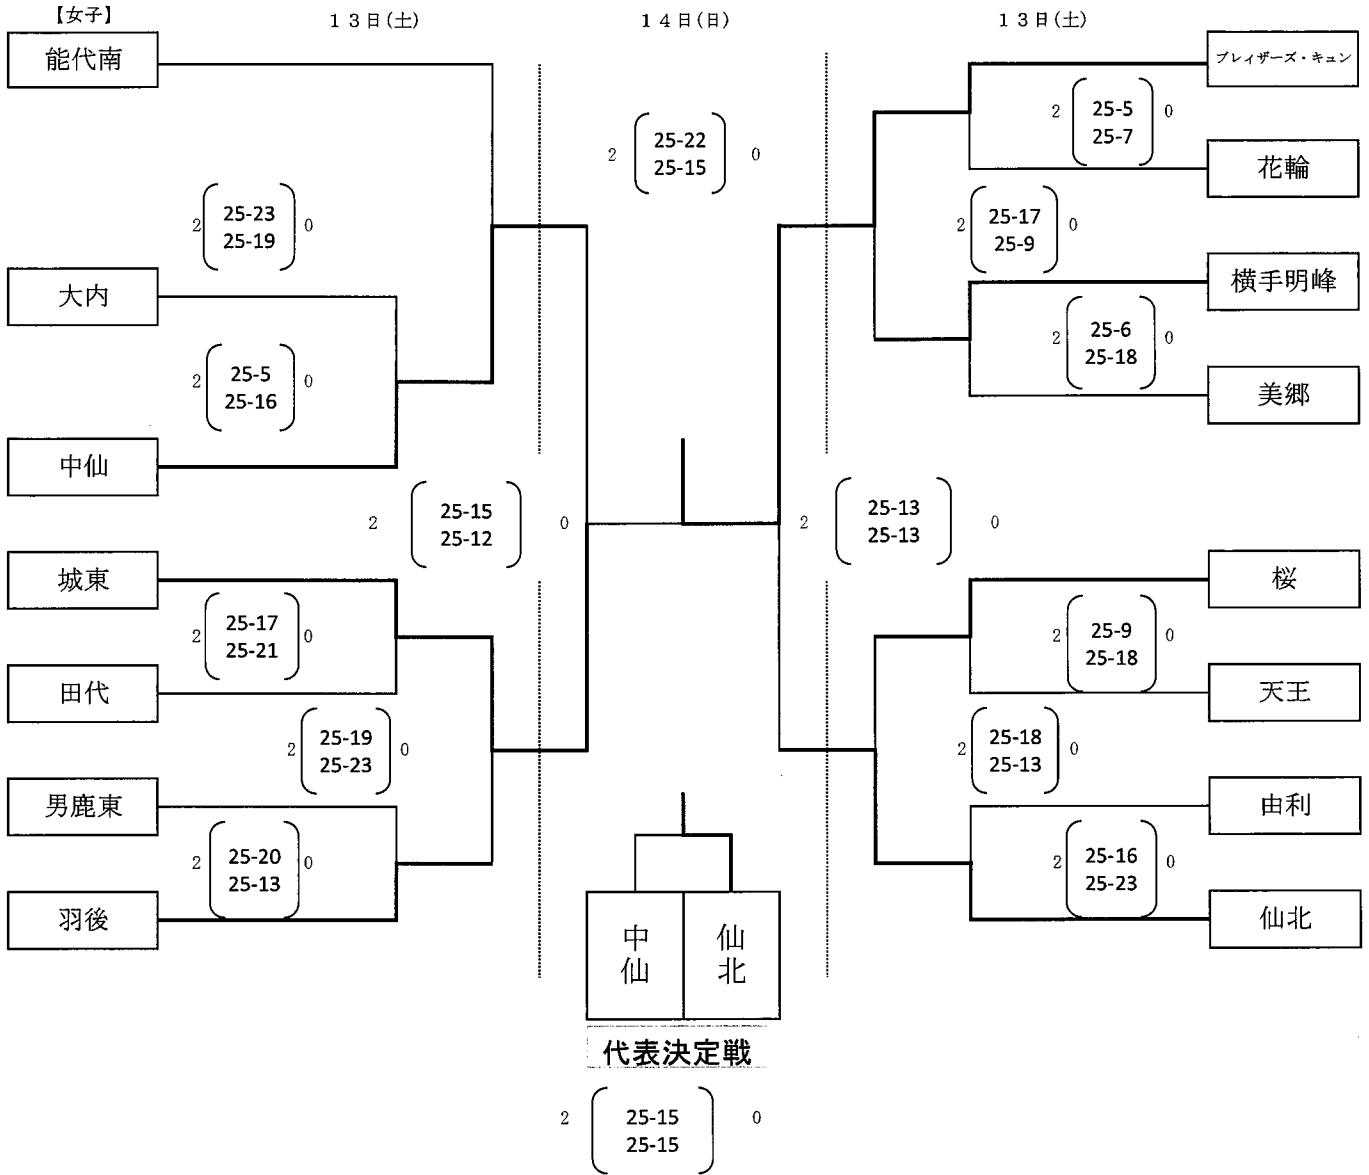 【女子】
13日(土)
14日(日)
13日(土)
能代南
大内
中仙
城東
田代
男鹿東
羽後
2 25-23 0
25-19
2 25-5 0
25-16
2 25-17 0
25-21
2 25-19 0
25-23
2 25-20 0
25-13
2 25-15 0
25-12
2 25-22 0
25-15
2 25-13 0
25-13
ブレイザーズ・キュン
花輪
横手明峰
美郷
桜
天王
由利
仙北
2 25-5 0
25-7
2 25-17 0
25-9
2 25-6 0
25-18
2 25-9 0
25-18
2 25-18 0
25-13
2 25-16 0
25-23
中仙
仙北
代表決定戦
2 25-15 0
25-15